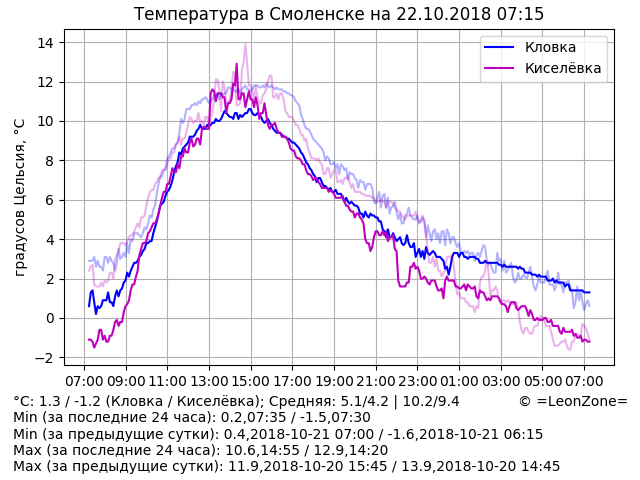 Температура в Смоленске на 22.10.2018 07:15
Кловка
Киселёвка
градусов Цельсия, °C
14
12
10
8
6
4
2
0
−2
07:00 09:00 11:00 13:00 15:00 17:00 19:00 21:00 23:00 01:00 03:00 05:00 07:00
°C: 1.3 / -1.2 (Кловка / Киселёвка); Средняя: 5.1/4.2 | 10.2/9.4 © =LeonZone=
Min (за последние 24 часа): 0.2,07:35 / -1.5,07:30
Min (за предыдущие сутки): 0.4,2018-10-21 07:00 / -1.6,2018-10-21 06:15
Max (за последние 24 часа): 10.6,14:55 / 12.9,14:20
Max (за предыдущие сутки): 11.9,2018-10-20 15:45 / 13.9,2018-10-20 14:45